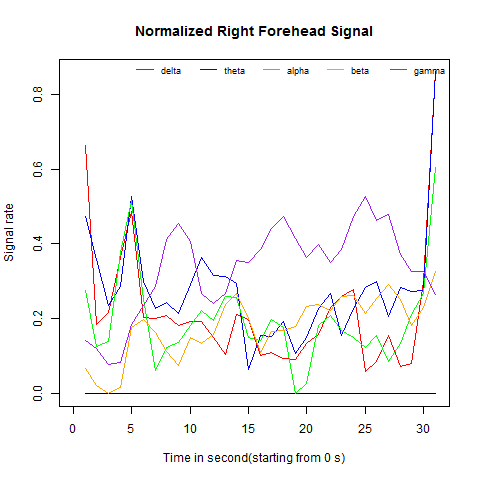 Normalized Right Forehead Signal
delta theta alpha beta gamma
0.8
0.6
0.4
0.2
0.0
Signal rate
0 5 10 15 20 25 30
Time in second(starting from 0 s)